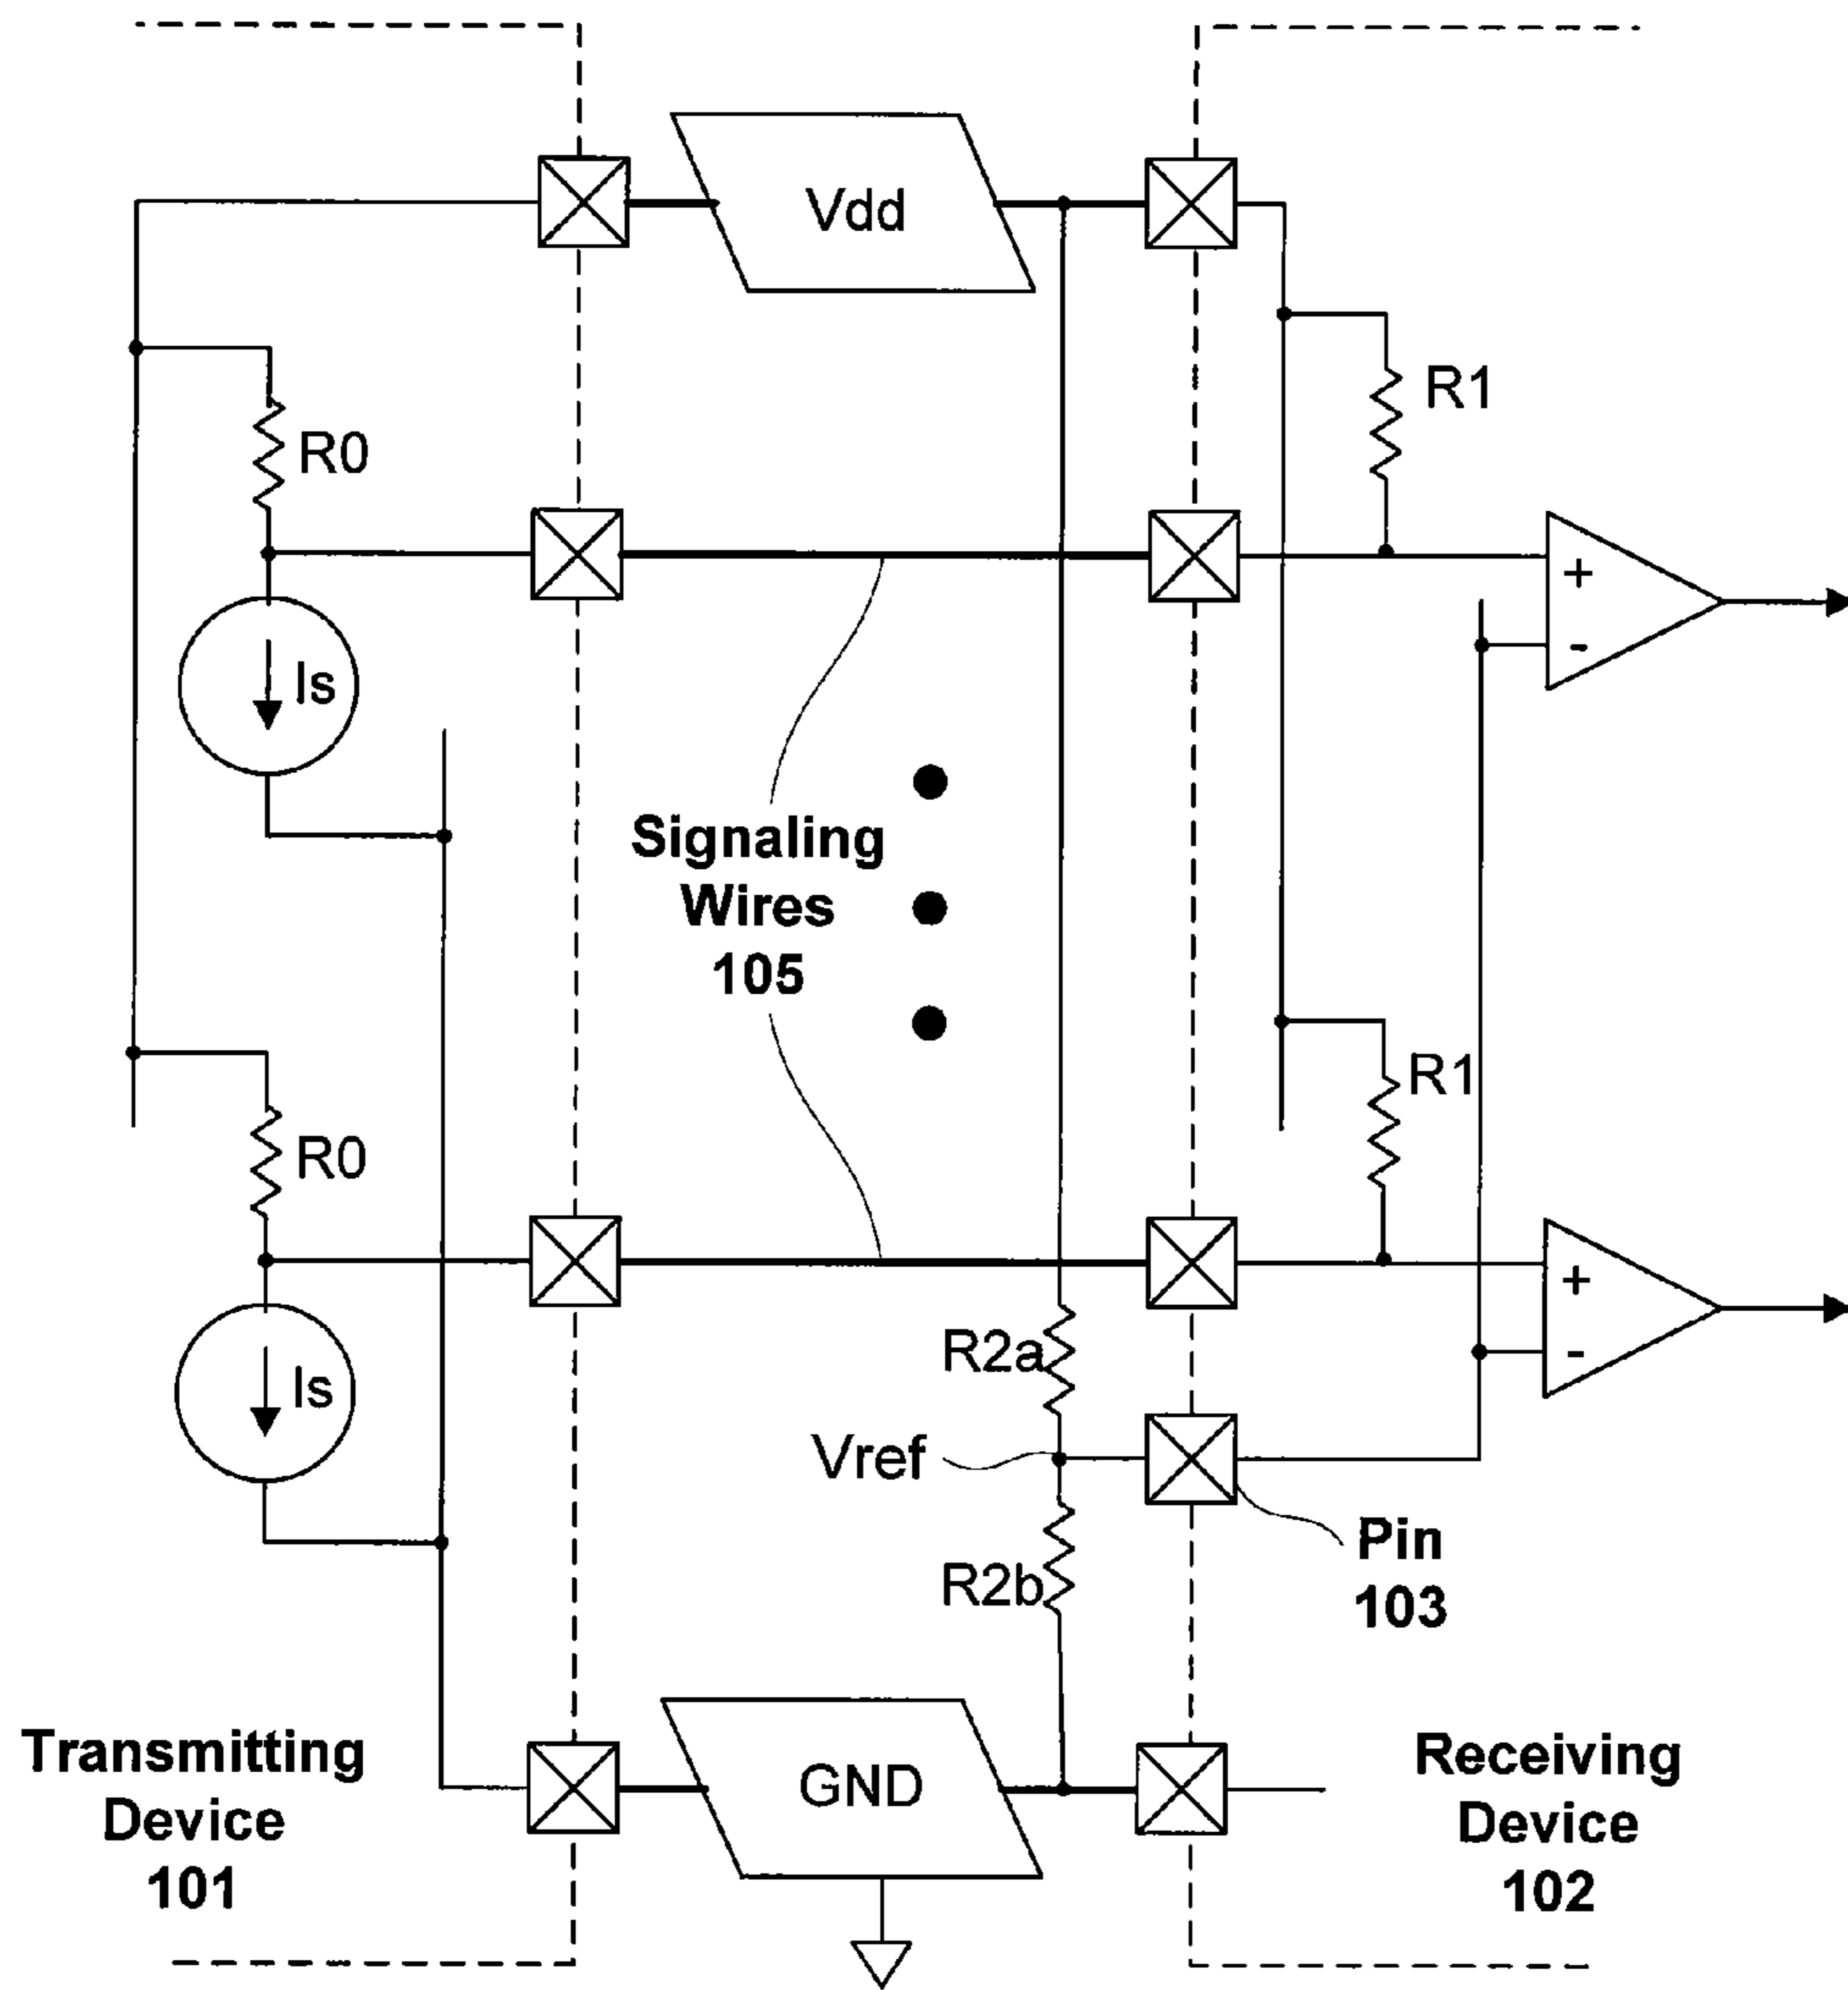 Vdd
R1
R0
+
-
Is
Signaling
Wires
105
R1
R0
+
-
R2a
Is
Vref
Pin
103
R2b
Transmitting
Device
101
GND
Receiving
Device
102